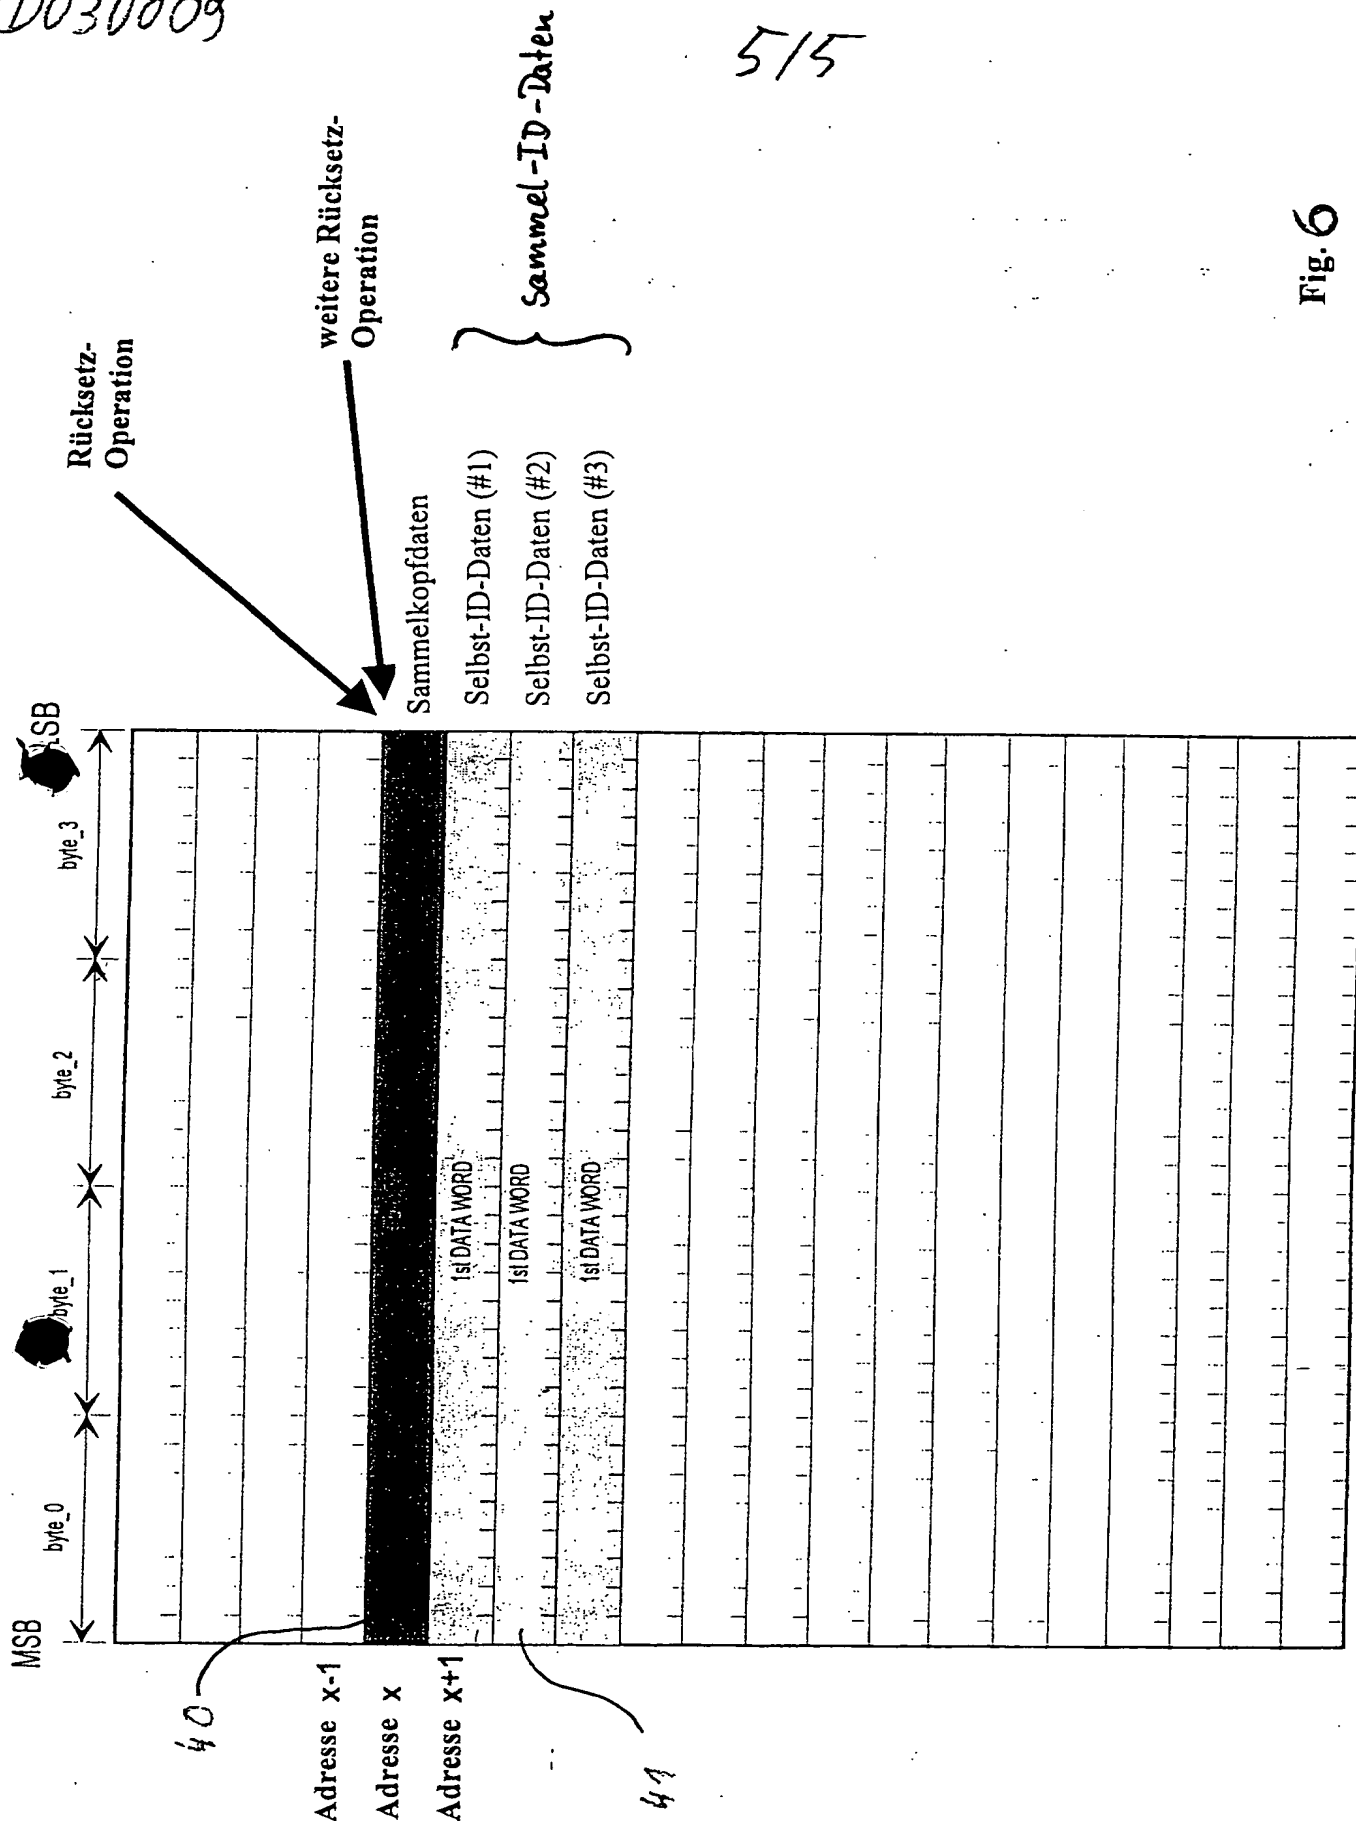 D030009
5/5
MSB
byte_0
byte_1
byte_2
byte_3
LSB
Rücksetz-
Operation
weitere Rücksetz-
Operation
40
Adresse x-1
Adresse x
Adresse x+1
41
1st DATA WORD
1st DATA WORD
1st DATA WORD
Sammelkopfdaten
Selbst-ID-Daten (#1)
Selbst-ID-Daten (#2)
Selbst-ID-Daten (#3)
Sammel-ID-Daten
Fig. 6